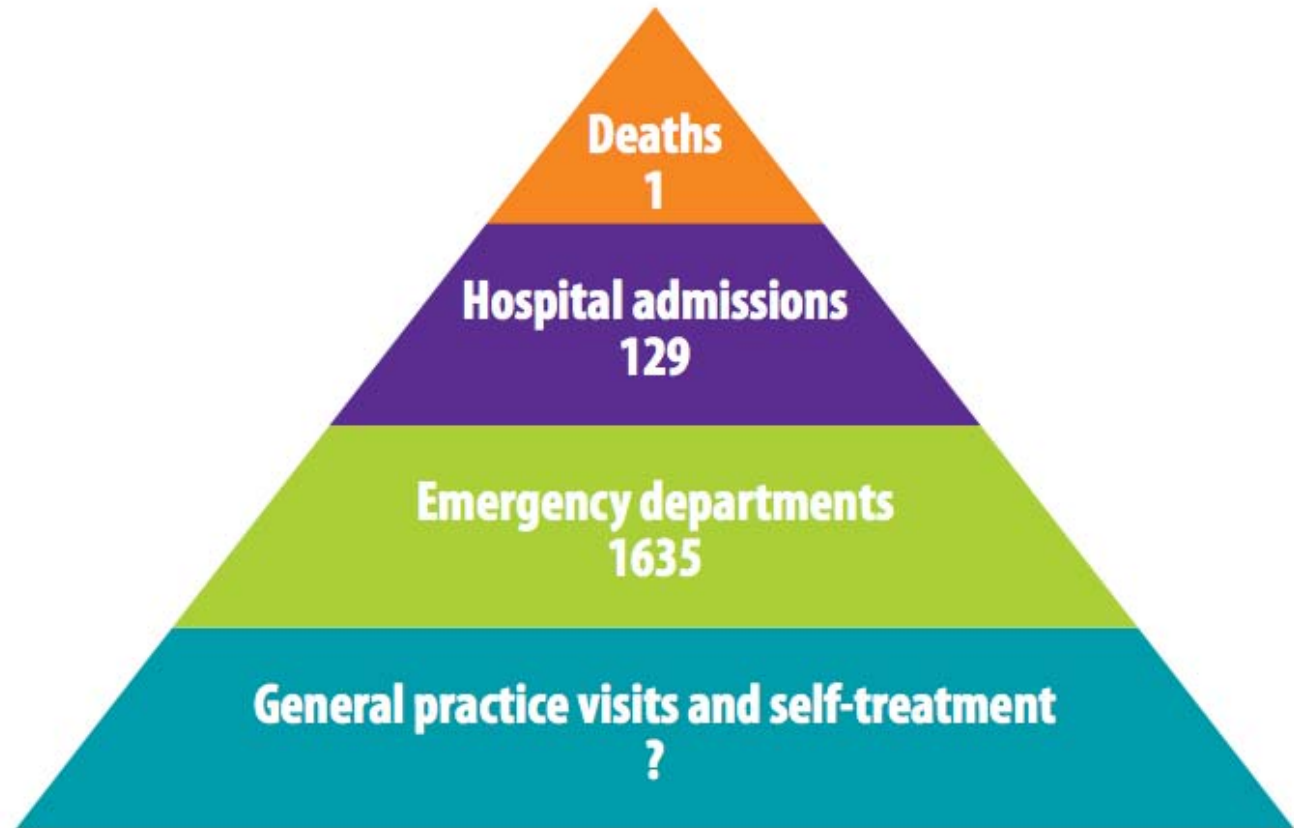 Deaths
1
Hospital admissions
129
Emergency departments
1635
General practice visits and self-treatment
?